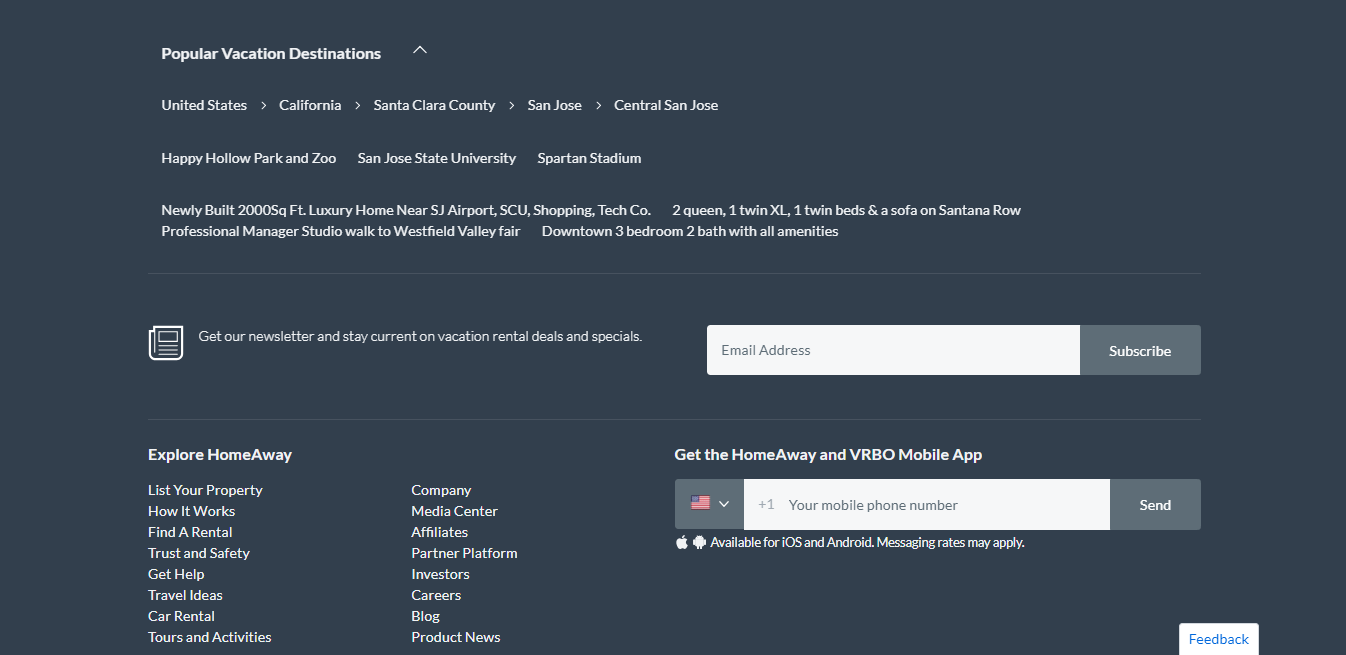 Popular Vacation Destinations
United States > California > Santa Clara County > San Jose > Central San Jose
Happy Hollow Park and Zoo San Jose State University Spartan Stadium
Newly Built 2000Sq Ft. Luxury Home Near SJ Airport, SCU, Shopping, Tech Co. 2 queen, 1 twin XL, 1 twin beds & a sofa on Santana Row
Professional Manager Studio walk to Westfield Valley fair Downtown 3 bedroom 2 bath with all amenities
Get our newsletter and stay current on vacation rental deals and specials.
Email Address Subscribe
Explore HomeAway
List Your Property
How It Works
Find A Rental
Trust and Safety
Get Help
Travel Ideas
Car Rental
Tours and Activities
Company
Media Center
Affiliates
Partner Platform
Investors
Careers
Blog
Product News
Get the HomeAway and VRBO Mobile App
+1 Your mobile phone number Send
Available for iOS and Android. Messaging rates may apply.
Feedback